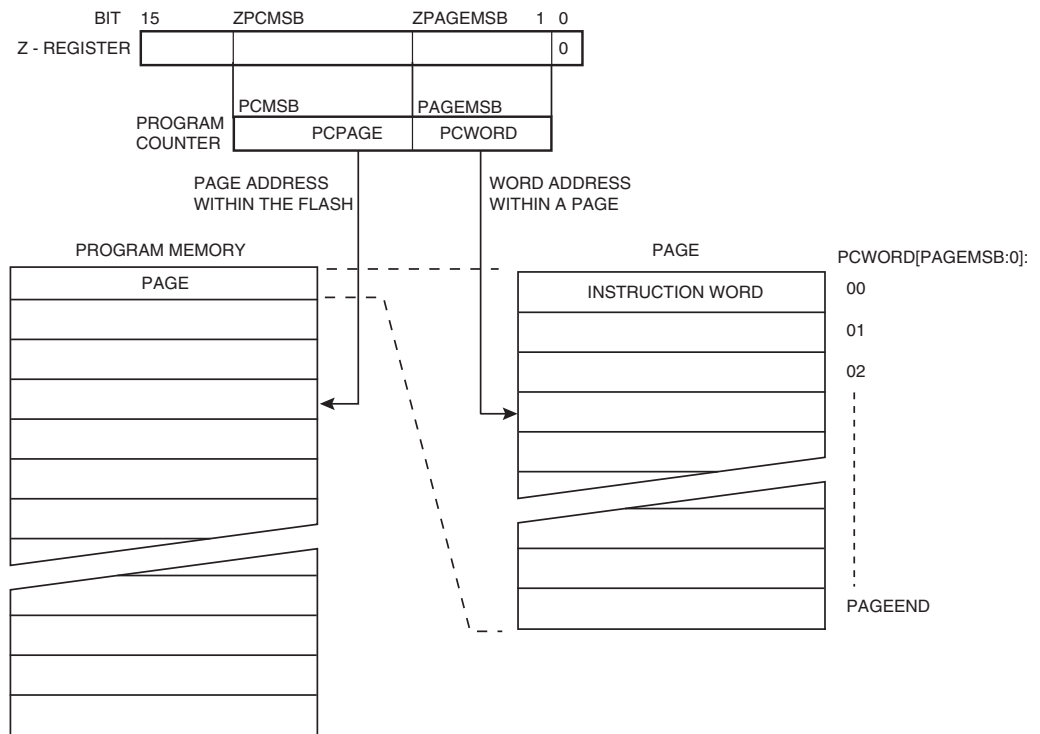 BIT 15 ZPCMSB ZPAGEMSB 1 0
Z - REGISTER 0
PCMSB PAGEMSB
PROGRAM
COUNTER
PCPAGE PCWORD
PAGE ADDRESS
WITHIN THE FLASH
WORD ADDRESS
WITHIN A PAGE
PROGRAM MEMORY
PAGE
PAGE
INSTRUCTION WORD
PCWORD[PAGEMSB:0]:
00
01
02
PAGEEND